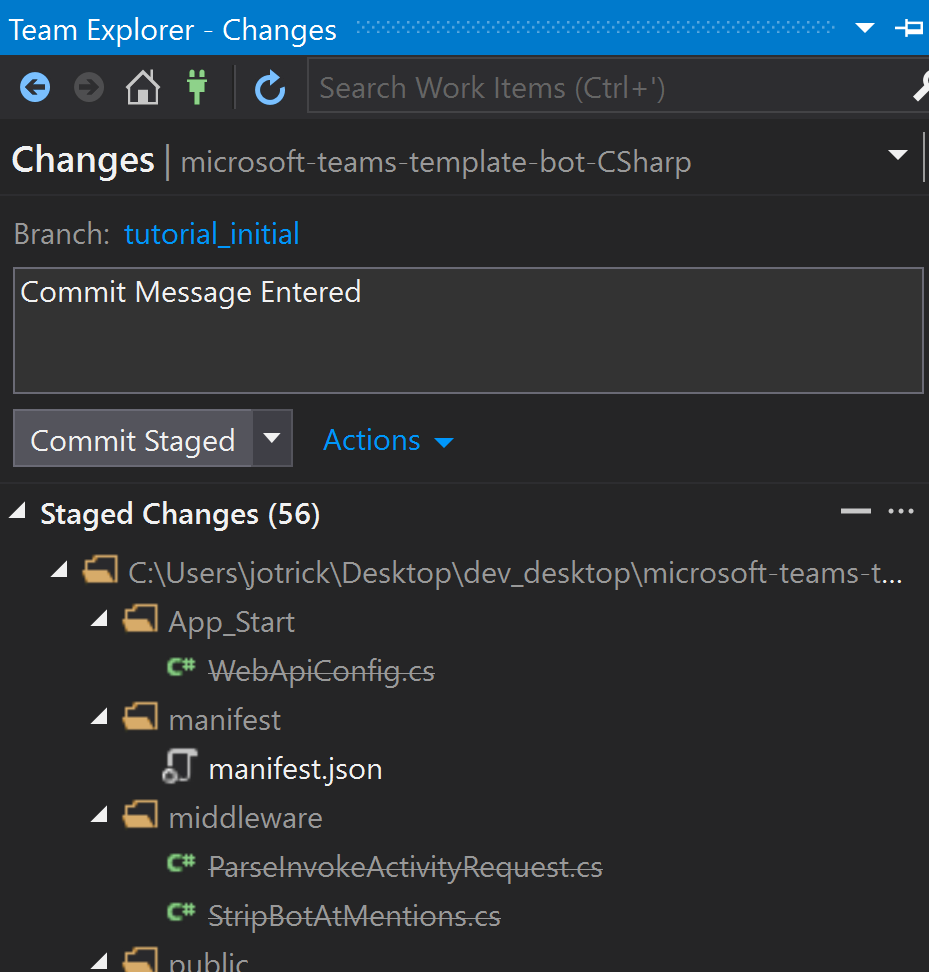 Team Explorer - Changes
Search Work Items (Ctrl+')
Changes | microsoft-teams-template-bot-CSharp
Branch: tutorial_initial
Commit Message Entered
Commit Staged Actions
Staged Changes (56)
C:\Users\jotrick\Desktop\dev_desktop\microsoft-teams-t...
App_Start
C# WebApiConfig.cs
manifest
manifest.json
middleware
C# ParseInvokeActivityRequest.cs
C# StripBotAtMentions.cs
public